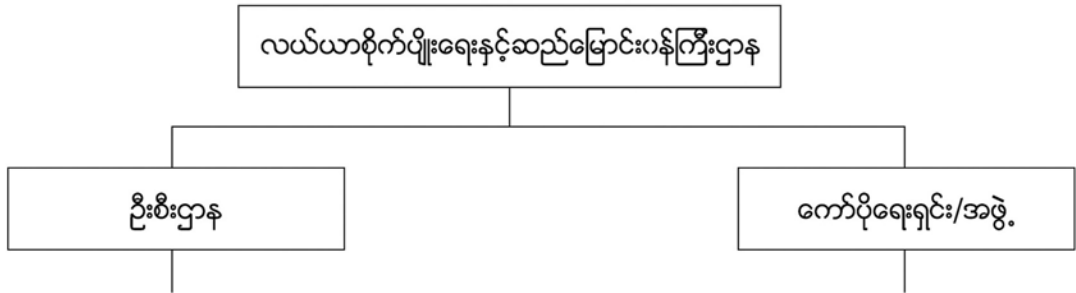 လယ်ယာစိုက်ပျိုးရေးနှင့်ဆည်မြောင်းဝန်ကြီးဌာန
ဦးစီးဌာန
ကော်ပိုရေးရှင်း/အဖွဲ့